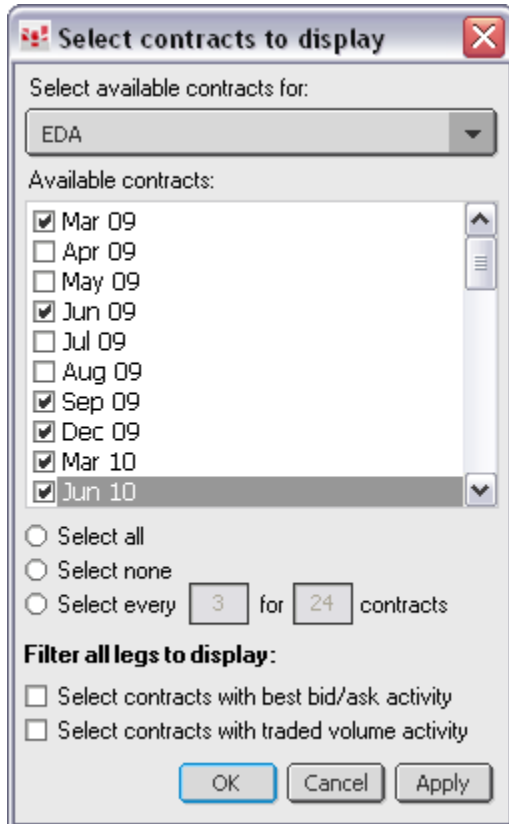 Select contracts to display
Select available contracts for:
EDA
Available contracts:
Mar 09
Apr 09
May 09
Jun 09
Jul 09
Aug 09
Sep 09
Dec 09
Mar 10
Jun 10
Select all
Select none
Select every 3 for 24 contracts
Filter all legs to display:
Select contracts with best bid/ask activity
Select contracts with traded volume activity
OK Cancel Apply